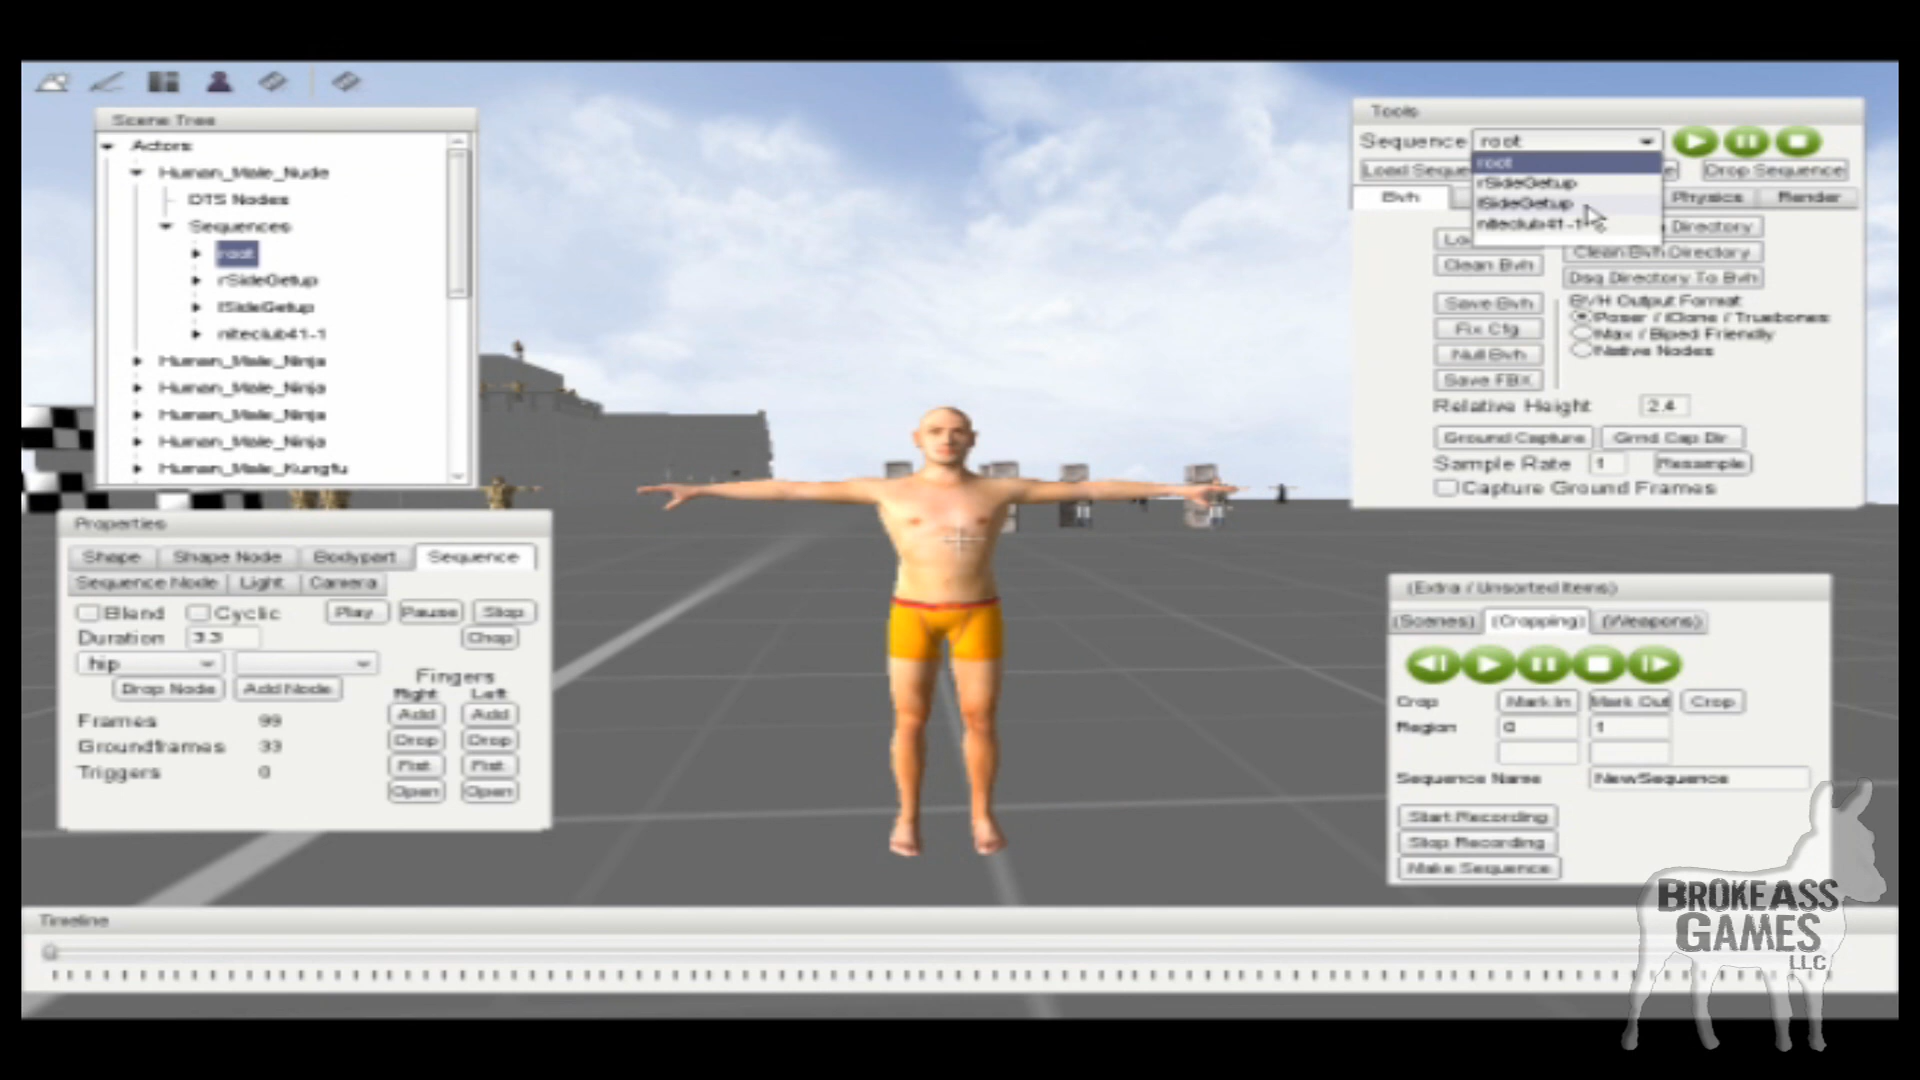 Scene Tree
Actors
Human_Male_Nude
DTS Nodes
Sequences
root
rSideGetup
lSideGetup
niteclub41-1
Human_Male_Ninja
Human_Male_Ninja
Human_Male_Ninja
Human_Male_Ninja
Human_Male_Kungfu
Properties
Shape Shape Node Bodypart Sequence
Sequence Node Light Camera
Blend Cyclic Play Pause Stop
Duration 3.3 Chop
hip
Drop Node Add Node
Fingers
Right Left
Frames 99 Add Add
Groundframes 33 Drop Drop
Triggers 0 Fist Fist
Open Open
Tools
Sequence root
root
Drop Sequence
rSideGetup
lSideGetup
niteclub41-1
Bvh Physics Render
Directory
Clean Bvh Clean Bvh Directory
Dsq Directory To Bvh
Save Bvh BVH Output Format
Fix Cfg Poser / iClone / Truebones
Null Bvh Max / Biped Friendly
Save FBX Native Nodes
Relative Height 2.4
Ground Capture Grnd Cap Dir
Sample Rate 1 Resample
Capture Ground Frames
(Extra / Unsorted Items)
(Scenes) (Cropping) (Weapons)
Crop Mark In Mark Out Crop
Region 0 1
Sequence Name NewSequence
Start Recording
Stop Recording
Make Sequence
Timeline
BROKEASS
GAMES
LLC